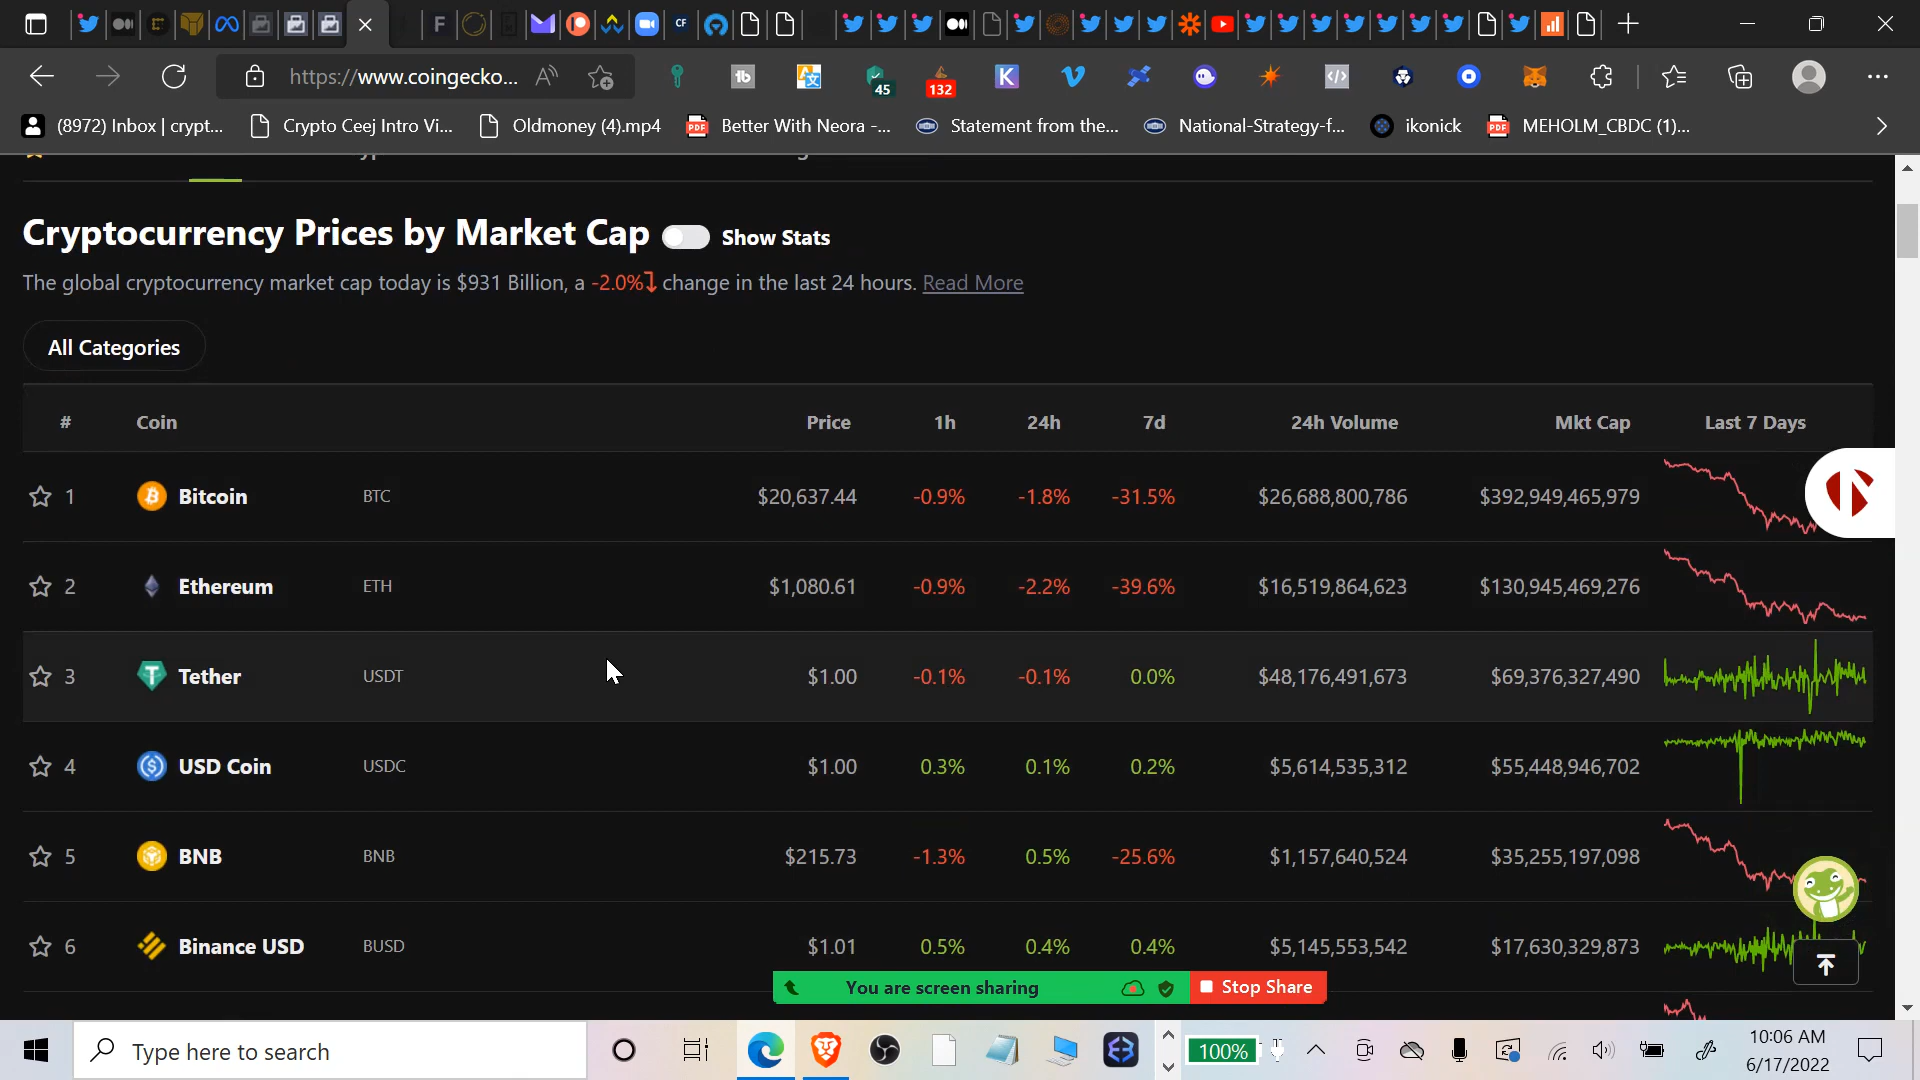 https://www.coingecko...
45
132
(8972) Inbox | crypt...
Crypto Ceej Intro Vi...
Oldmoney (4).mp4
Better With Neora -...
Statement from the...
National-Strategy-f...
ikonick
MEHOLM_CBDC (1)...
Cryptocurrency Prices by Market Cap
Show Stats
The global cryptocurrency market cap today is $931 Billion, a -2.0% change in the last 24 hours. Read More
All Categories
# Coin Price 1h 24h 7d 24h Volume Mkt Cap Last 7 Days
1 Bitcoin BTC $20,637.44 -0.9% -1.8% -31.5% $26,688,800,786 $392,949,465,979
2 Ethereum ETH $1,080.61 -0.9% -2.2% -39.6% $16,519,864,623 $130,945,469,276
3 Tether USDT $1.00 -0.1% -0.1% 0.0% $48,176,491,673 $69,376,327,490
4 USD Coin USDC $1.00 0.3% 0.1% 0.2% $5,614,535,312 $55,448,946,702
5 BNB BNB $215.73 -1.3% 0.5% -25.6% $1,157,640,524 $35,255,197,098
6 Binance USD BUSD $1.01 0.5% 0.4% 0.4% $5,145,553,542 $17,630,329,873
You are screen sharing
Stop Share
Type here to search
100%
10:06 AM
6/17/2022